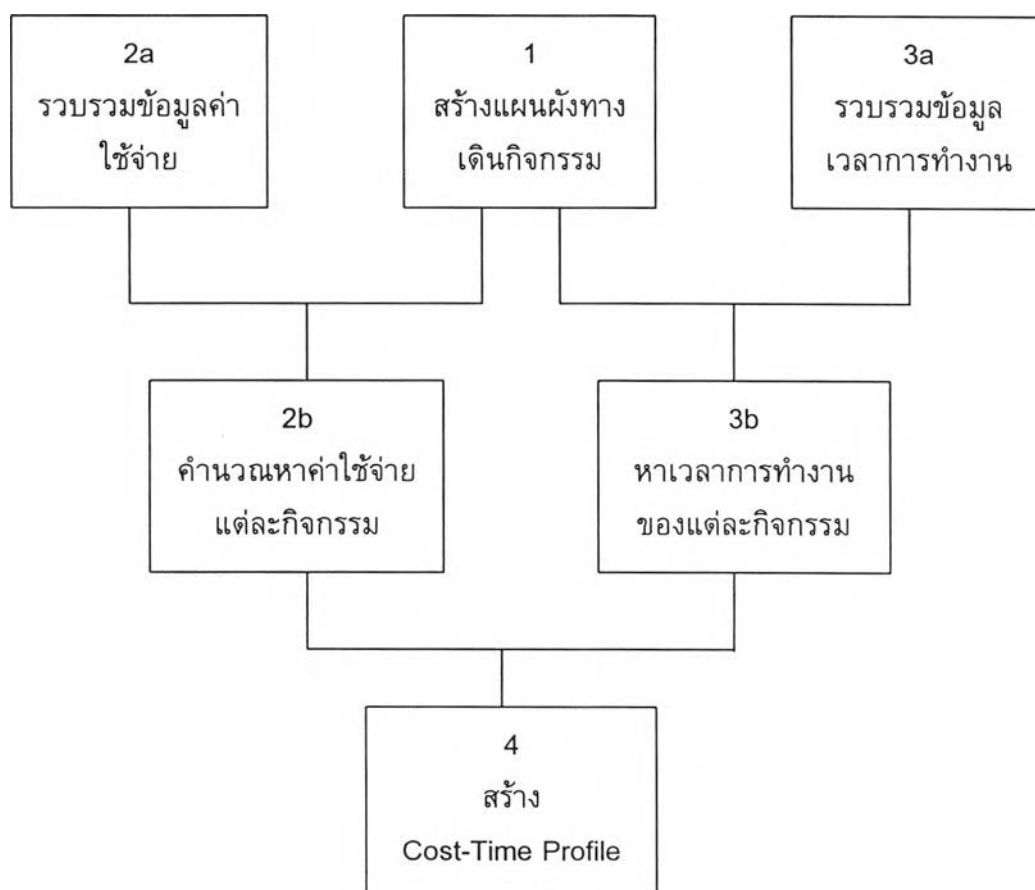 2a
รวบรวมข้อมูลค่า
ใช้จ่าย
1
สร้างแผนผังทาง
เดินกิจกรรม
3a
รวบรวมข้อมูล
เวลาการทำงาน
2b
คำนวณหาค่าใช้จ่าย
แต่ละกิจกรรม
3b
หาเวลาการทำงาน
ของแต่ละกิจกรรม
4
สร้าง
Cost-Time Profile